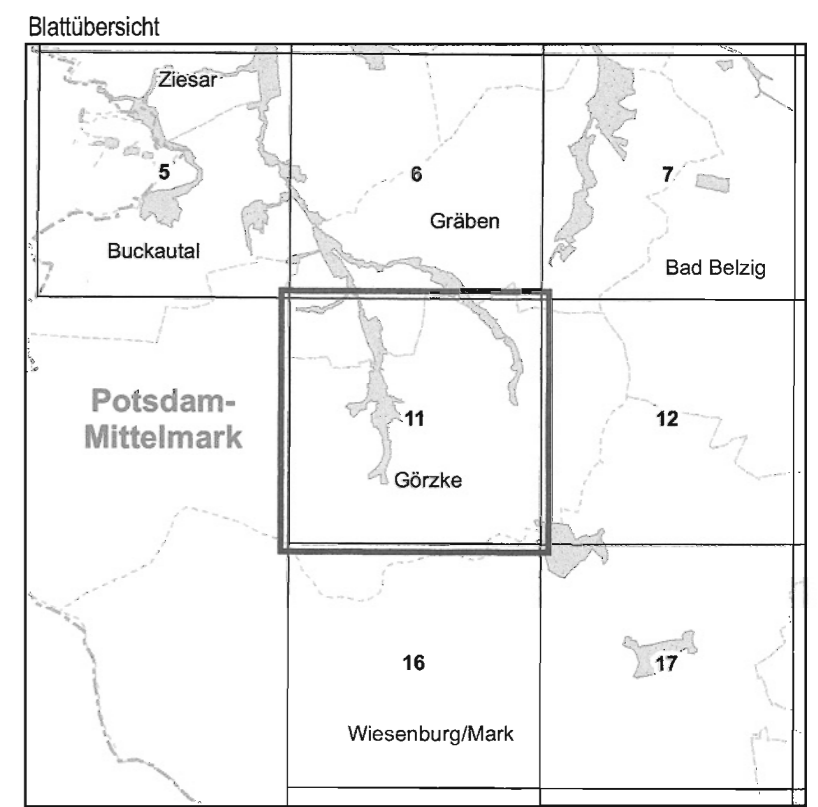 Blattübersicht
Ziesar
5
6
7
Gräben
Buckautal
Bad Belzig
Potsdam-
Mittelmark
11
12
Görzke
16
17
Wiesenburg/Mark